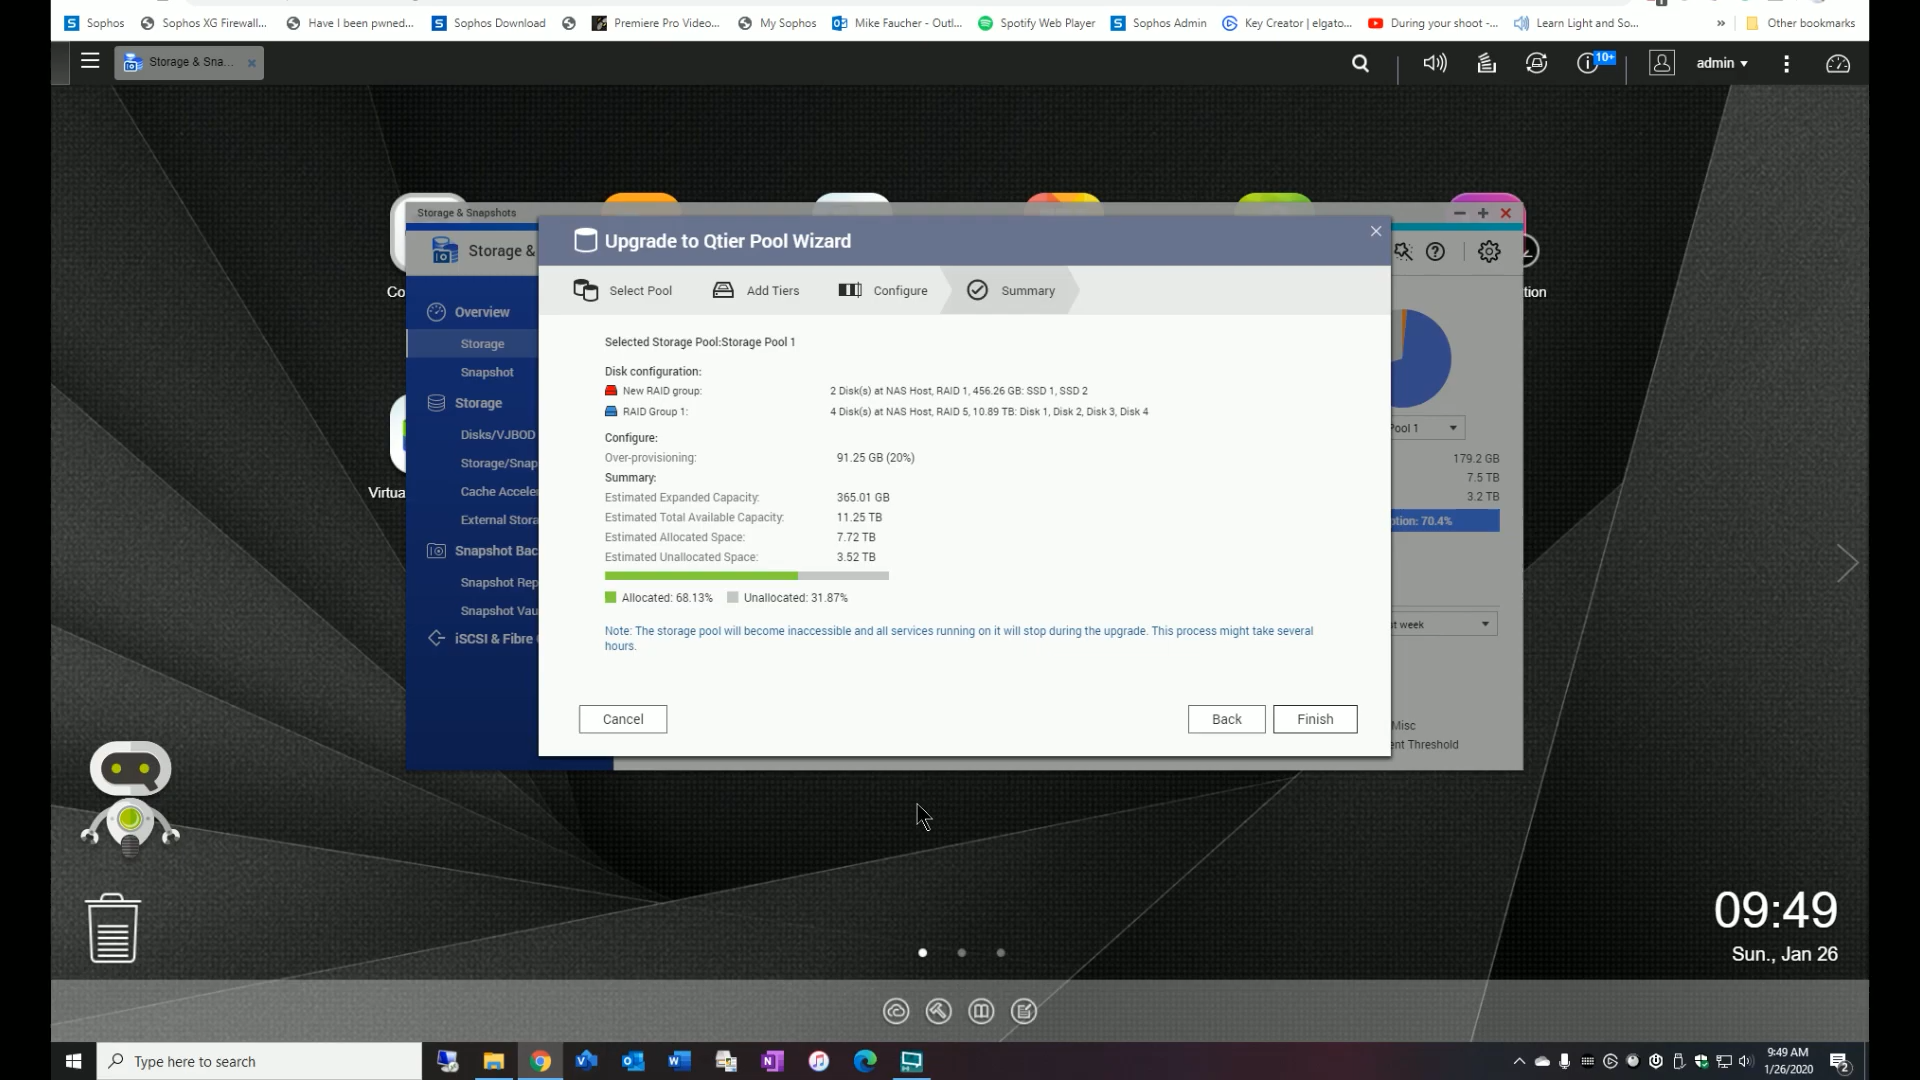 Sophos
Sophos XG Firewall...
Have I been pwned...
Sophos Download
Premiere Pro Video...
My Sophos
Mike Faucher - Outl...
Spotify Web Player
Sophos Admin
Key Creator | elgato...
During your shoot -...
Learn Light and So...
»
Other bookmarks
Storage & Sna...
10+
admin
Storage & Snapshots
Storage &
Upgrade to Qtier Pool Wizard
Select Pool
Add Tiers
Configure
Summary
Co
tion
Overview
Storage
Snapshot
Storage
Disks/VJBOD
Storage/Snap
Cache Acceler
External Stora
Snapshot Bac
Snapshot Rep
Snapshot Vau
iSCSI & Fibre
Virtua
Selected Storage Pool:Storage Pool 1
Disk configuration:
New RAID group: 2 Disk(s) at NAS Host, RAID 1, 456.26 GB: SSD 1, SSD 2
RAID Group 1: 4 Disk(s) at NAS Host, RAID 5, 10.89 TB: Disk 1, Disk 2, Disk 3, Disk 4
Configure:
Over-provisioning: 91.25 GB (20%)
Summary:
Estimated Expanded Capacity: 365.01 GB
Estimated Total Available Capacity: 11.25 TB
Estimated Allocated Space: 7.72 TB
Estimated Unallocated Space: 3.52 TB
Allocated: 68.13% Unallocated: 31.87%
Note: The storage pool will become inaccessible and all services running on it will stop during the upgrade. This process might take several
hours.
Cancel
Back
Finish
Pool 1
179.2 GB
7.5 TB
3.2 TB
ption: 70.4%
st week
Misc
ent Threshold
09:49
Sun., Jan 26
Type here to search
9:49 AM
1/26/2020
2